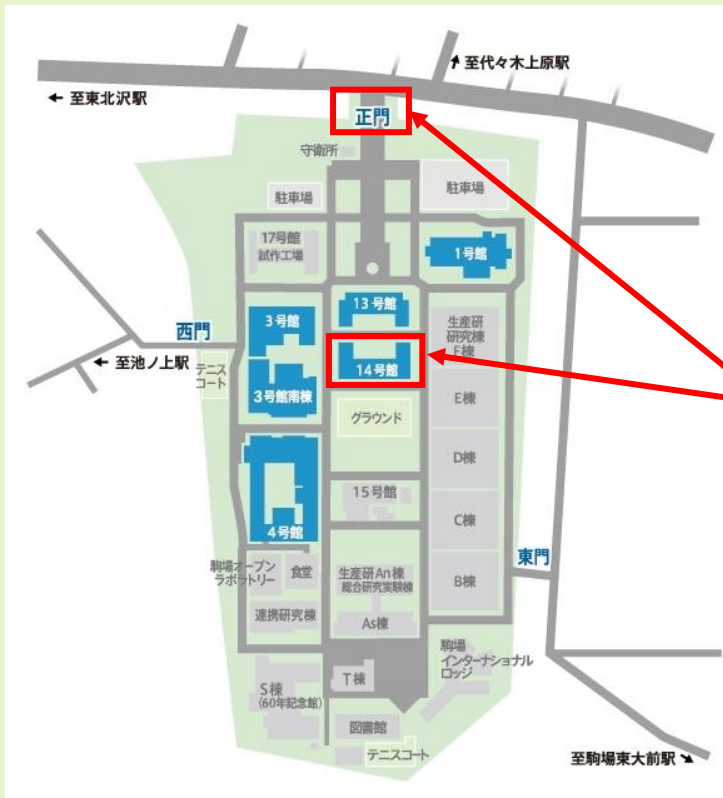 至代々木上原駅
至東北沢駅
正門
守衛所
駐車場
駐車場
17号館
試作工場
1号館
13号館
3号館
14号館
西門
至池ノ上駅
テニス
コート
3号館南棟
生産研
研究棟
F棟
グラウンド
E棟
D棟
15号館
C棟
4号館
東門
駒場オープン
ラボラトリー
食堂
生産研An棟
総合研究実験棟
B棟
連携研究棟
As棟
駒場
インターナショナル
ロッジ
S棟
(60年記念館)
T棟
図書館
テニスコート
至駒場東大前駅